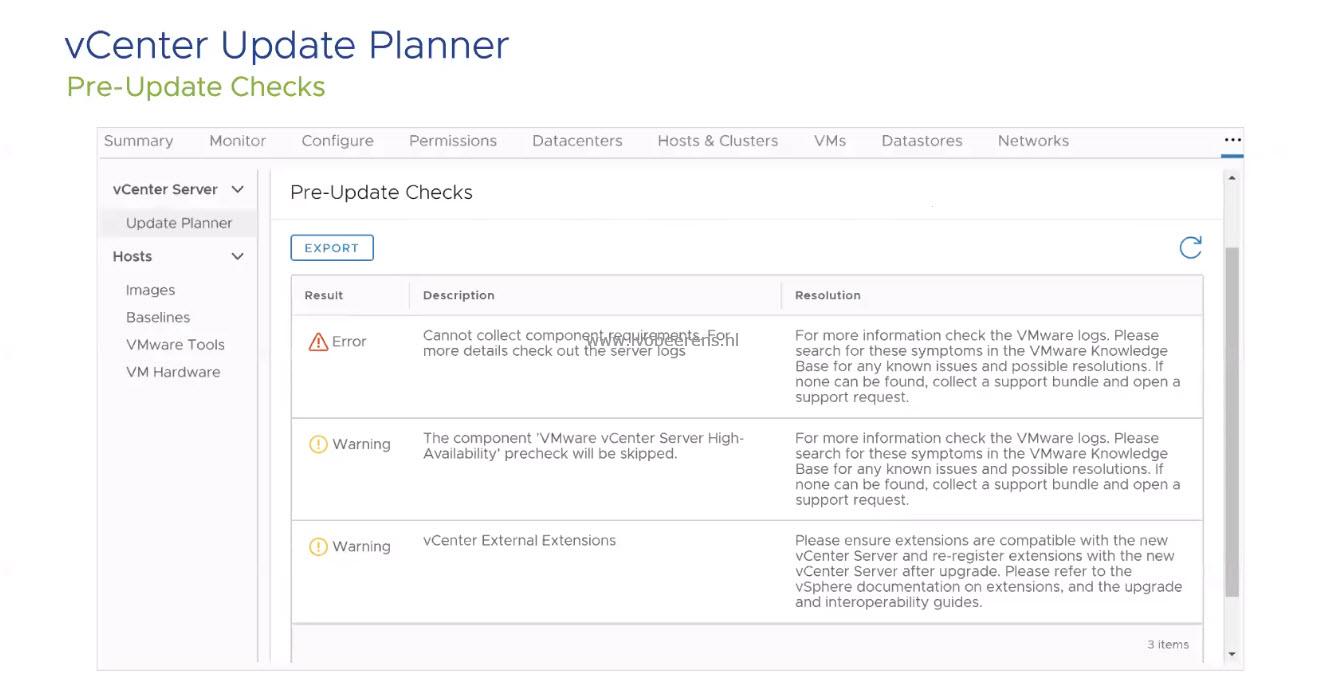 vCenter Update Planner
Pre-Update Checks
Summary Monitor Configure Permissions Datacenters Hosts & Clusters VMs Datastores Networks ...
vCenter Server
Update Planner
Hosts
Images
Baselines
VMware Tools
VM Hardware
Pre-Update Checks
EXPORT
Result Description Resolution
Error
Cannot collect component requirements. For
more details check out the server logs
www.ivobeerens.nl
For more information check the VMware logs. Please
search for these symptoms in the VMware Knowledge
Base for any known issues and possible resolutions. If
none can be found, collect a support bundle and open a
support request.
Warning
The component 'VMware vCenter Server High-
Availability' precheck will be skipped.
For more information check the VMware logs. Please
search for these symptoms in the VMware Knowledge
Base for any known issues and possible resolutions. If
none can be found, collect a support bundle and open a
support request.
Warning
vCenter External Extensions
Please ensure extensions are compatible with the new
vCenter Server and re-register extensions with the new
vCenter Server after upgrade. Please refer to the
vSphere documentation on extensions, and the upgrade
and interoperability guides.
3 items